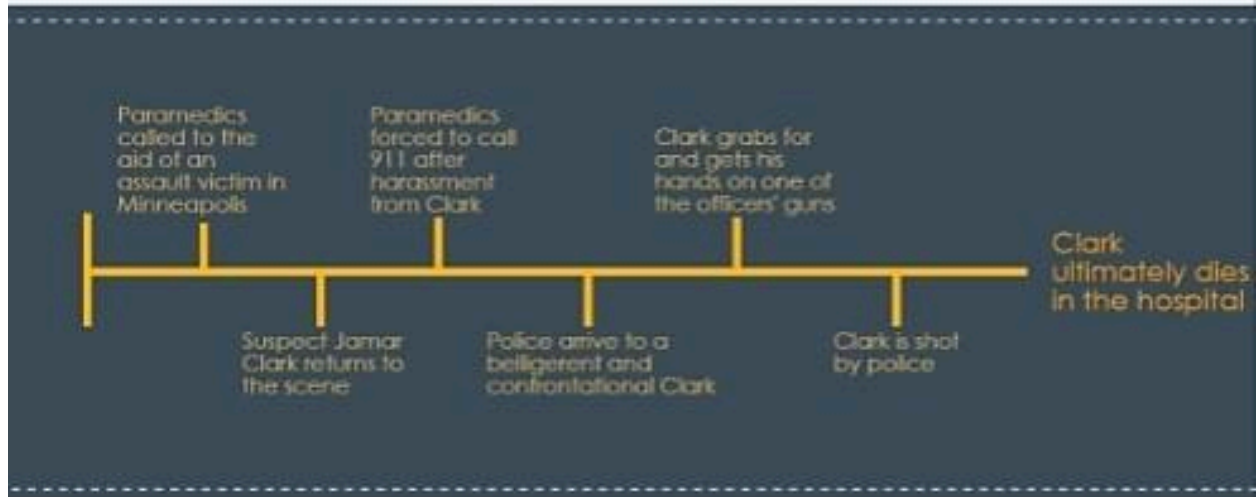 Paramedics
called to the
aid of an
assault victim in
Minneapolis
Suspect Jamar
Clark returns to
the scene
Paramedics
forced to call
911 after
harassment
from Clark
Police arrive to a
belligerent and
confrontational Clark
Clark grabs for
and gets his
hands on one of
the officers' guns
Clark is shot
by police
Clark
ultimately dies
in the hospital